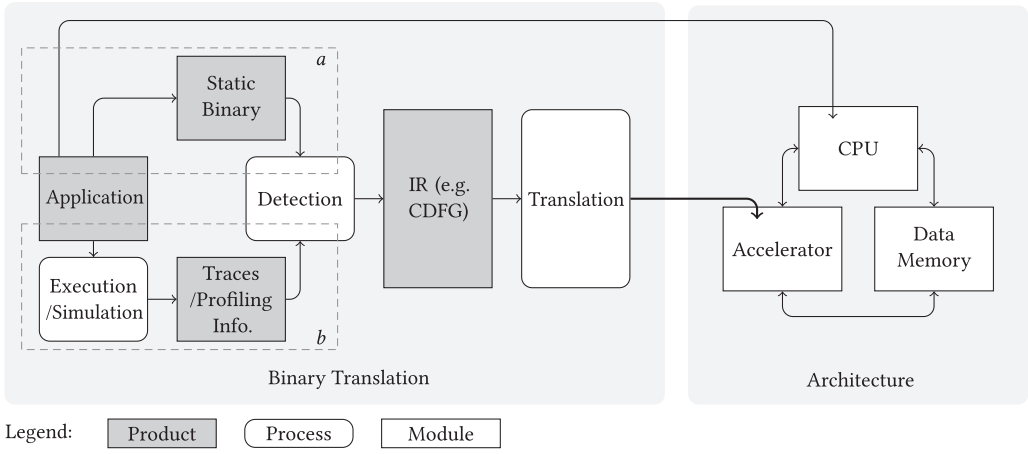 a
Static
Binary
Application
Detection
IR (e.g.
CDFG)
Translation
CPU
Accelerator
Data
Memory
Execution
/Simulation
Traces
/Profiling
Info.
b
Binary Translation
Architecture
Legend:
Product
Process
Module